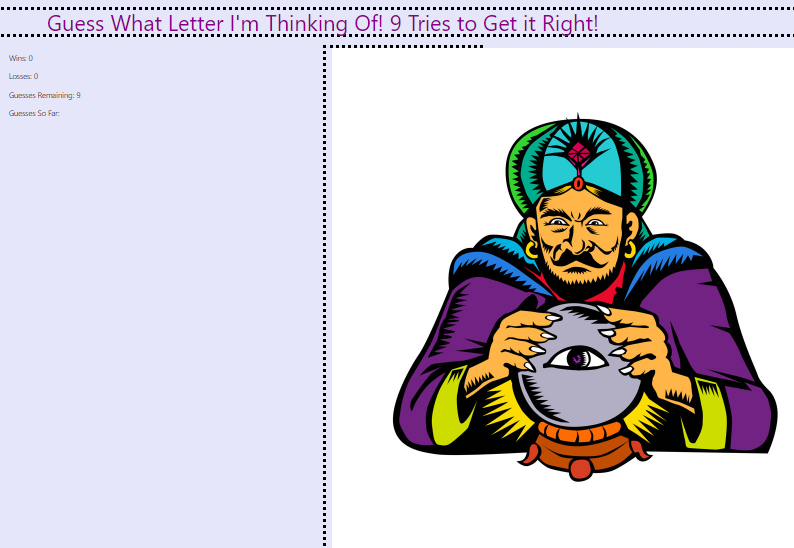 Guess What Letter I'm Thinking Of! 9 Tries to Get it Right!
Wins: 0
Losses: 0
Guesses Remaining: 9
Guesses So Far: